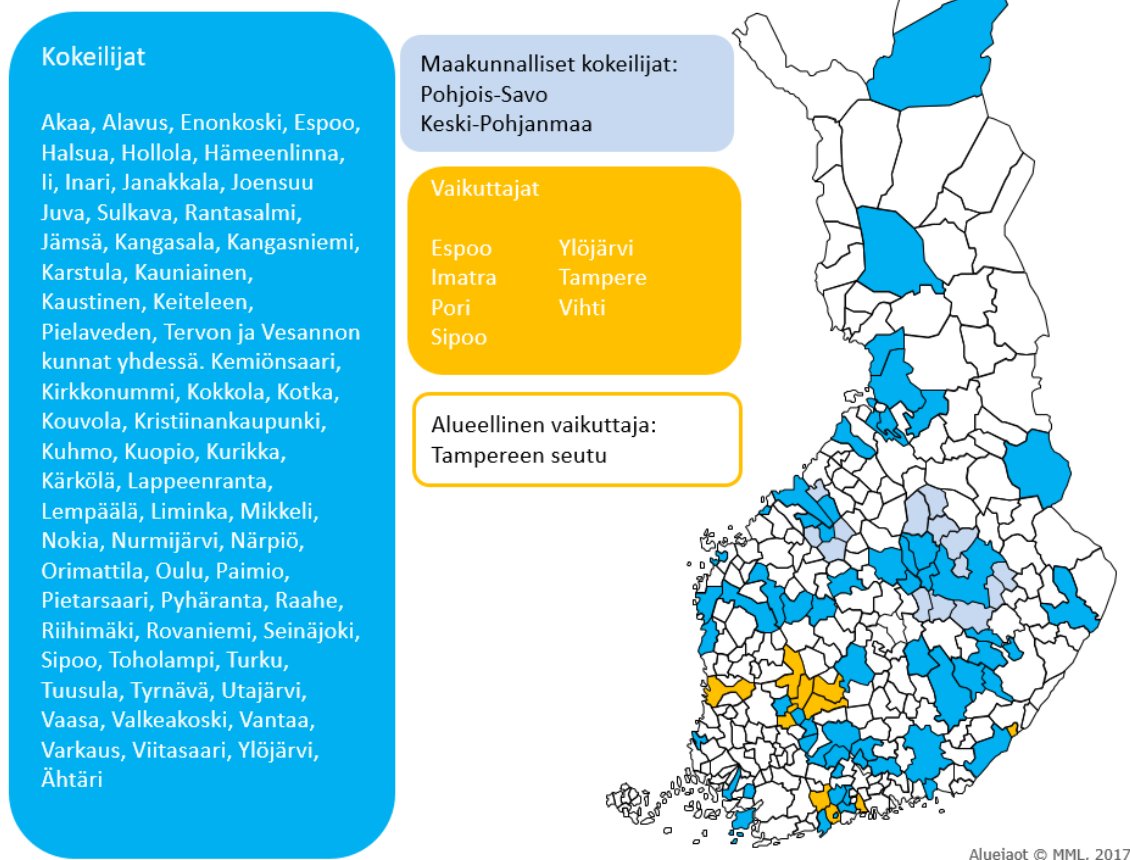 Kokeilijat
Akaa, Alavus, Enonkoski, Espoo,
Halsua, Hollola, Hämeenlinna,
Ii, Inari, Janakkala, Joensuu
Juva, Sulkava, Rantasalmi,
Jämsä, Kangasala, Kangasniemi,
Karstula, Kauniainen,
Kaustinen, Keiteleen,
Pielaveden, Tervon ja Vesannon
kunnat yhdessä. Kemiönsaari,
Kirkkonummi, Kokkola, Kotka,
Kouvola, Kristiinankaupunki,
Kuhmo, Kuopio, Kurikka,
Kärkölä, Lappeenranta,
Lempäälä, Liminka, Mikkeli,
Nokia, Nurmijärvi, Närpiö,
Orimattila, Oulu, Paimio,
Pietarsaari, Pyhäranta, Raahe,
Riihimäki, Rovaniemi, Seinäjoki,
Sipoo, Toholampi, Turku,
Tuusula, Tyrnävä, Utajärvi,
Vaasa, Valkeakoski, Vantaa,
Varkaus, Viitasaari, Ylöjärvi,
Ähtäri
Maakunnalliset kokeilijat:
Pohjois-Savo
Keski-Pohjanmaa
Vaikuttajat
Espoo Ylöjärvi
Imatra Tampere
Pori Vihti
Sipoo
Alueellinen vaikuttaja:
Tampereen seutu
Aluejaot © MML, 2017